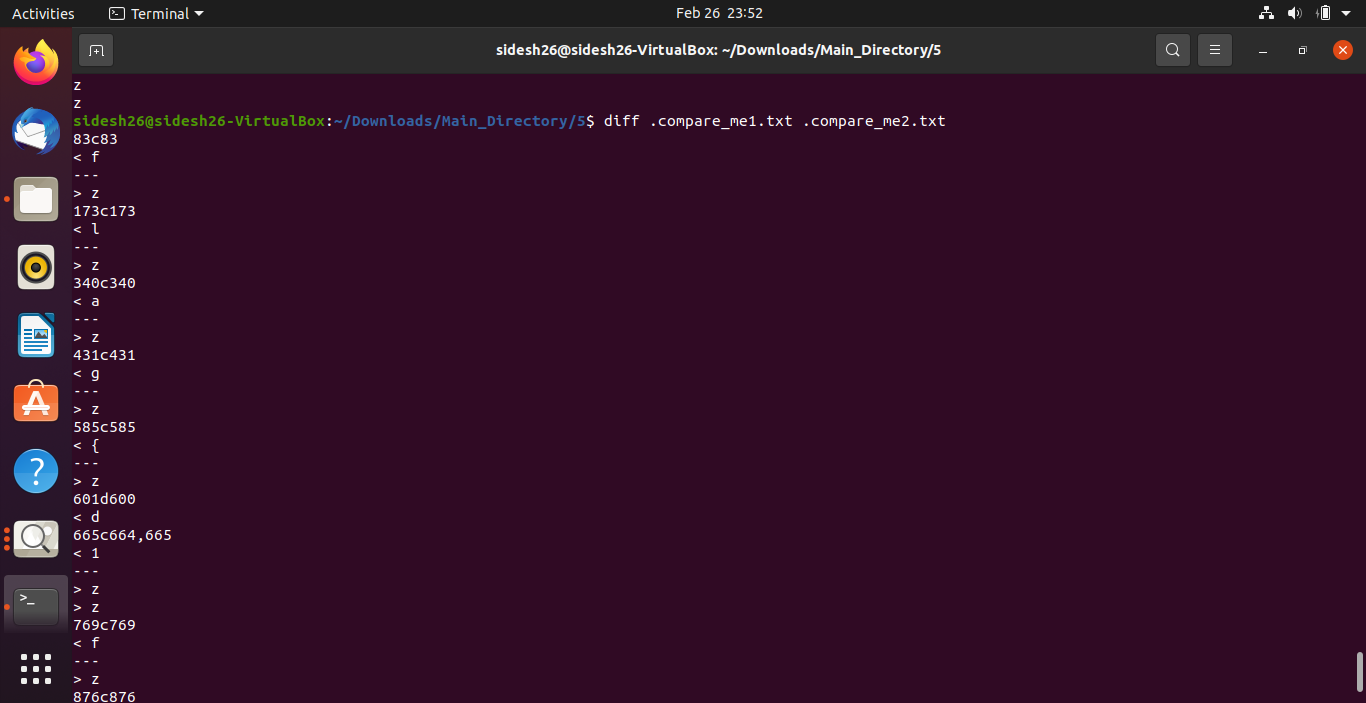 Activities
Terminal
Feb 26 23:52
sidesh26@sidesh26-VirtualBox: ~/Downloads/Main_Directory/5
z
z
sidesh26@sidesh26-VirtualBox:~/Downloads/Main_Directory/5$ diff .compare_me1.txt .compare_me2.txt
83c83
< f
---
> z
173c173
< l
---
> z
340c340
< a
---
> z
431c431
< g
---
> z
585c585
< {
---
> z
601d600
< d
665c664,665
< 1
---
> z
> z
769c769
< f
---
> z
876c876